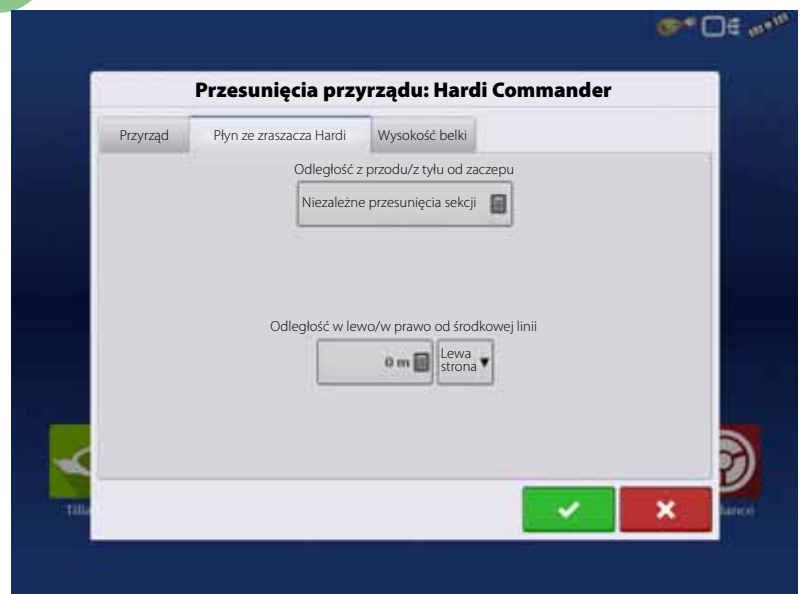 Przesunięcia przyrządu: Hardi Commander
Przyrząd
Płyn ze zraszacza Hardi
Wysokość belki
Odległość z przodu/z tyłu od zaczepu
Niezależne przesunięcia sekcji
Odległość w lewo/w prawo od środkowej linii
0 m
Lewa
strona